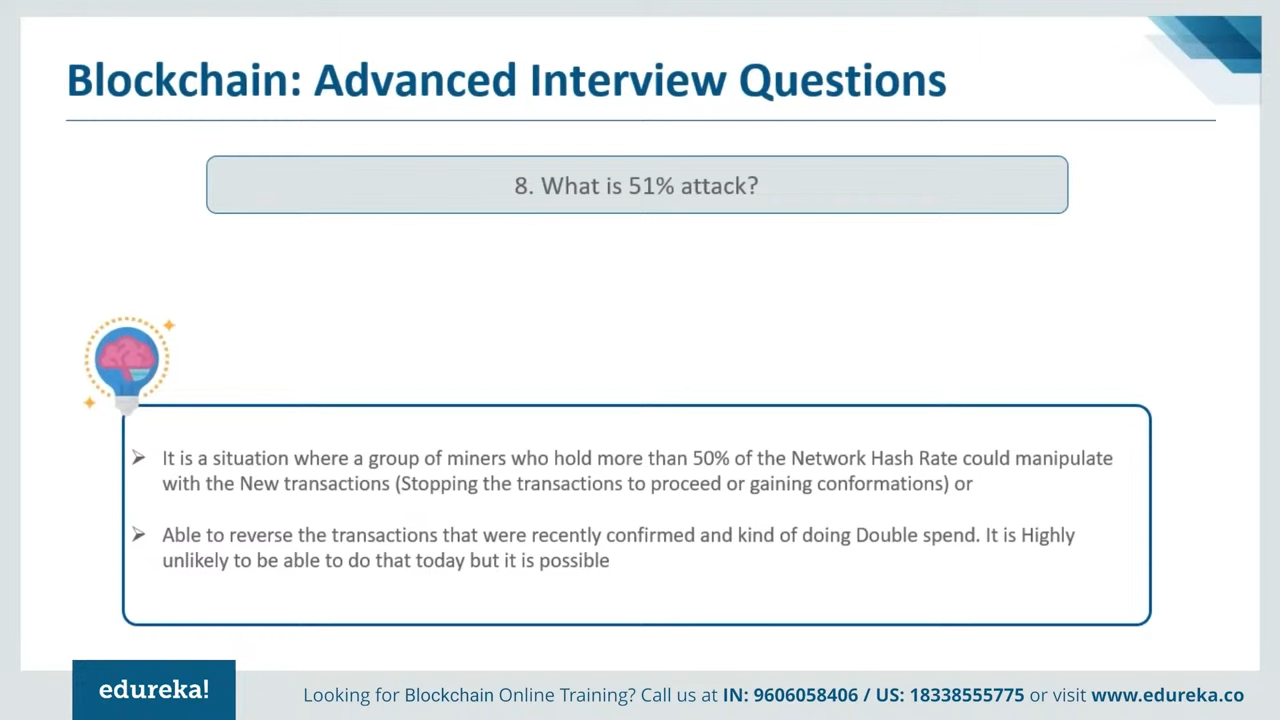 Blockchain: Advanced Interview Questions
8. What is 51% attack?
➢ It is a situation where a group of miners who hold more than 50% of the Network Hash Rate could manipulate
with the New transactions (Stopping the transactions to proceed or gaining conformations) or
➢ Able to reverse the transactions that were recently confirmed and kind of doing Double spend. It is Highly
unlikely to be able to do that today but it is possible
edureka!
Looking for Blockchain Online Training? Call us at IN: 9606058406 / US: 18338555775 or visit www.edureka.co